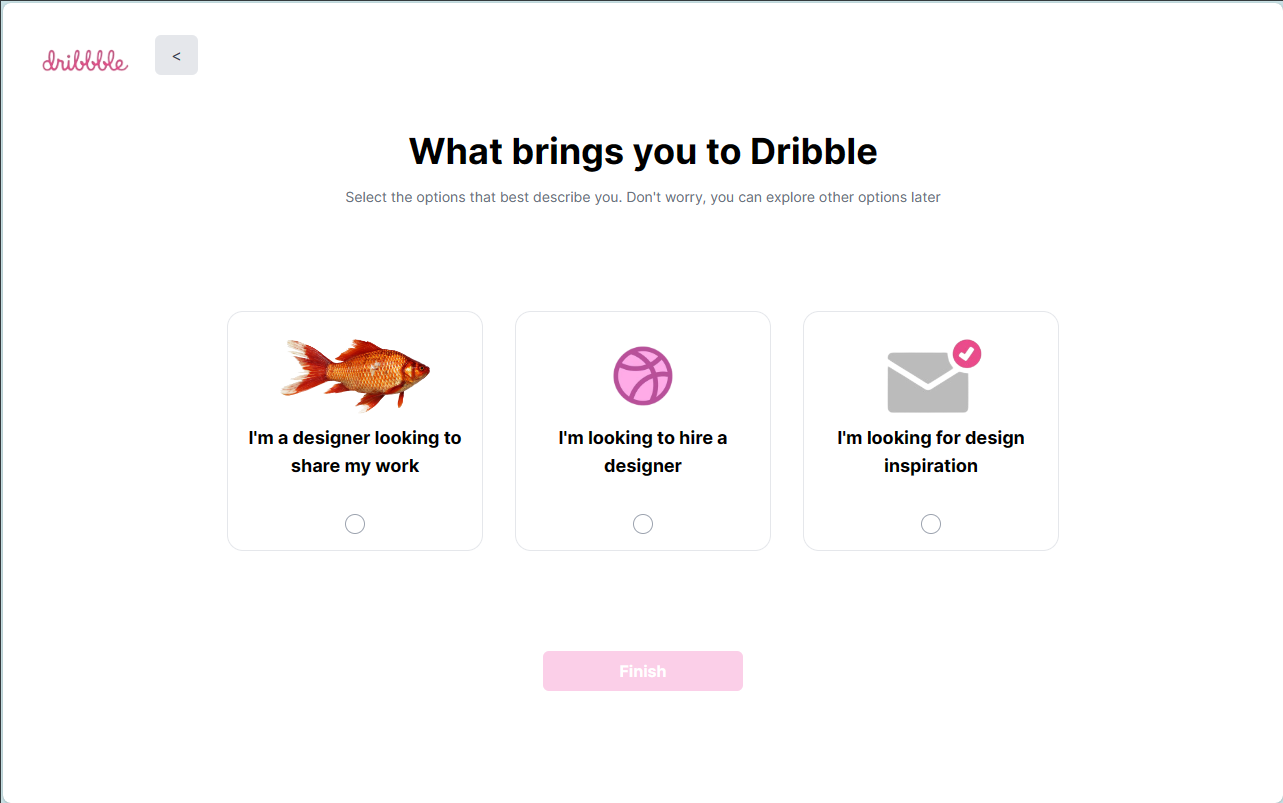 dribbble
<
What brings you to Dribble
Select the options that best describe you. Don't worry, you can explore other options later
I'm a designer looking to
share my work
I'm looking to hire a
designer
I'm looking for design
inspiration
Finish